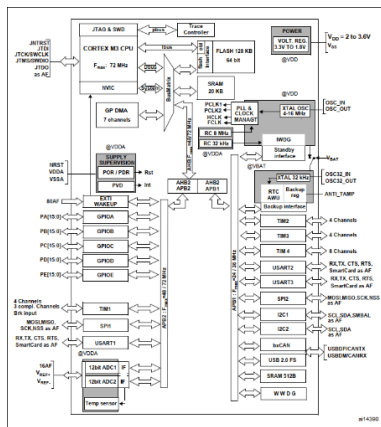 JTAG & SWD
pbus
Trace
Controller
JNTRST
JTDI
JTCK/SWCLK
JTMS/SWDIO
JTDO
as AF
CORTEX M3 CPU
Fmax: 72 MHz
NVIC
Ibus
Dbus
System
BusMatrix
flash
Interface
FLASH 128 KB
64 bit
SRAM
20 KB
GP DMA
7 channels
POWER
VOLT. REG.
3.3V TO 1.8V
@VDD
VDD = 2 to 3.6V
VSS
PCLK1
PCLK2
HCLK
FCLK
PLL &
CLOCK
MANAGT
XTAL OSC
4-16 MHz
OSC_IN
OSC_OUT
RC 8 MHz
RC 32 kHz
@VDDA
@VDDA
IWDG
Standby
interface
VBAT
@VBAT
XTAL 32 kHz
OSC32_IN
OSC32_OUT
RTC
AWU
Backup
reg
ANTI_TAMP
Backup interface
@VDDA
SUPPLY
SUPERVISION
NRST
VDDA
VSSA
POR / PDR
Rst
PVD
Int
AHB2
APB2
AHB2
APB1
80AF
EXTI
WAKEUP
PA[15:0]
GPIOA
PB[15:0]
GPIOB
PC[15:0]
GPIOC
PD[15:0]
GPIOD
PE[15:0]
GPIOE
TIM2
4 Channels
TIM3
4 Channels
TIM 4
USART2
RX,TX, CTS, RTS,
SmartCard as AF
USART3
RX,TX, CTS, RTS,
SmartCard as AF
SPI2
MOSI,MISO,SCK,NSS
as AF
I2C1
SCL,SDA,SMBAL
as AF
I2C2
SCL,SDA
as AF
bxCAN
USBDP/CANTX
USB 2.0 FS
USBDM/CANRX
SRAM 512B
W W D G
4 Channels
3 compl. Channels
Brk input
TIM1
MOSI,MISO,
SCK,NSS as AF
SPI1
RX,TX, CTS, RTS,
SmartCard as AF
USART1
@VDDA
16AF
VREF+
VREF-
12bit ADC1
IF
12bit ADC2
IF
Temp sensor